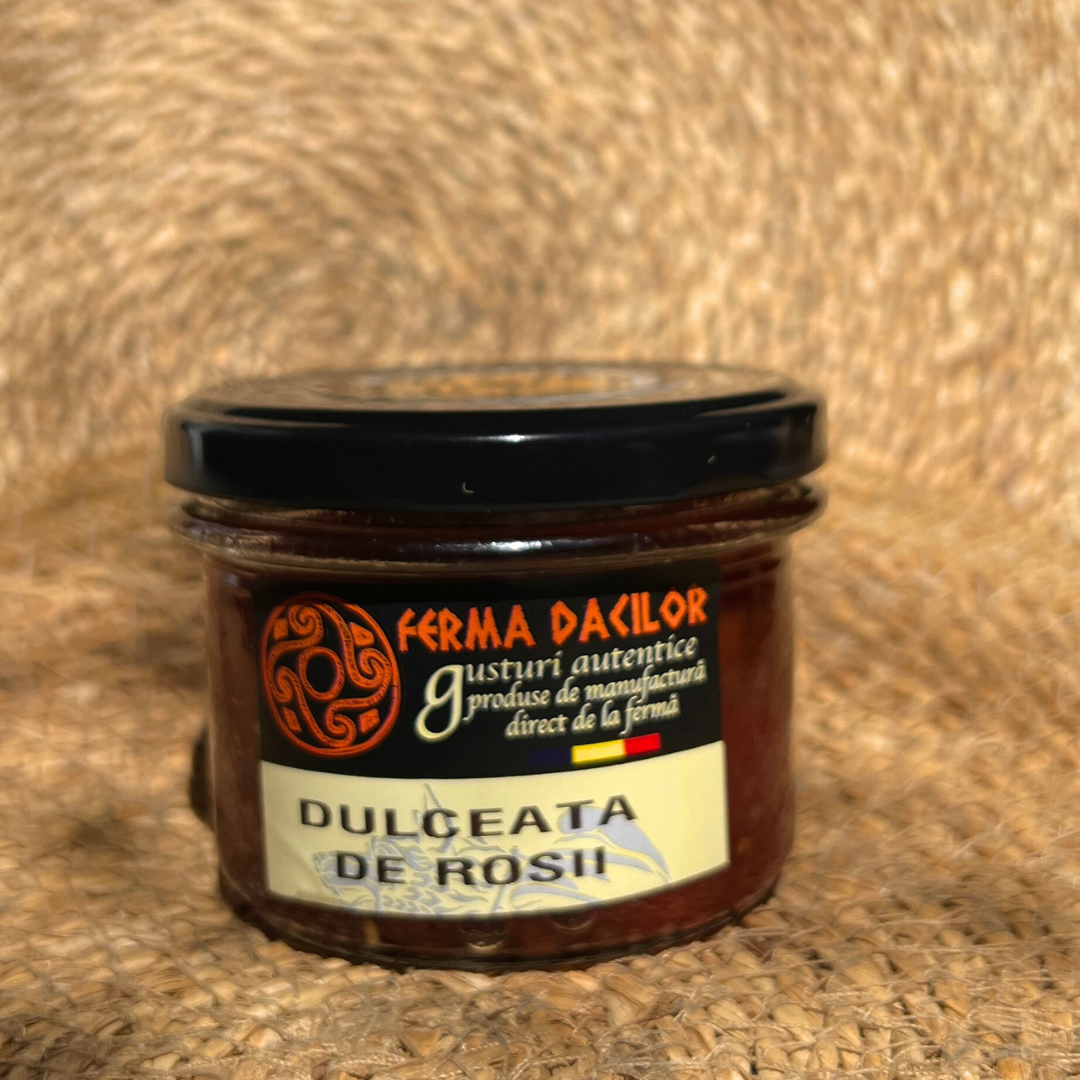 FERMA DACILOR
gusturi autentice
produse de manufactură
direct de la fermă
DULCEATA
DE ROSII